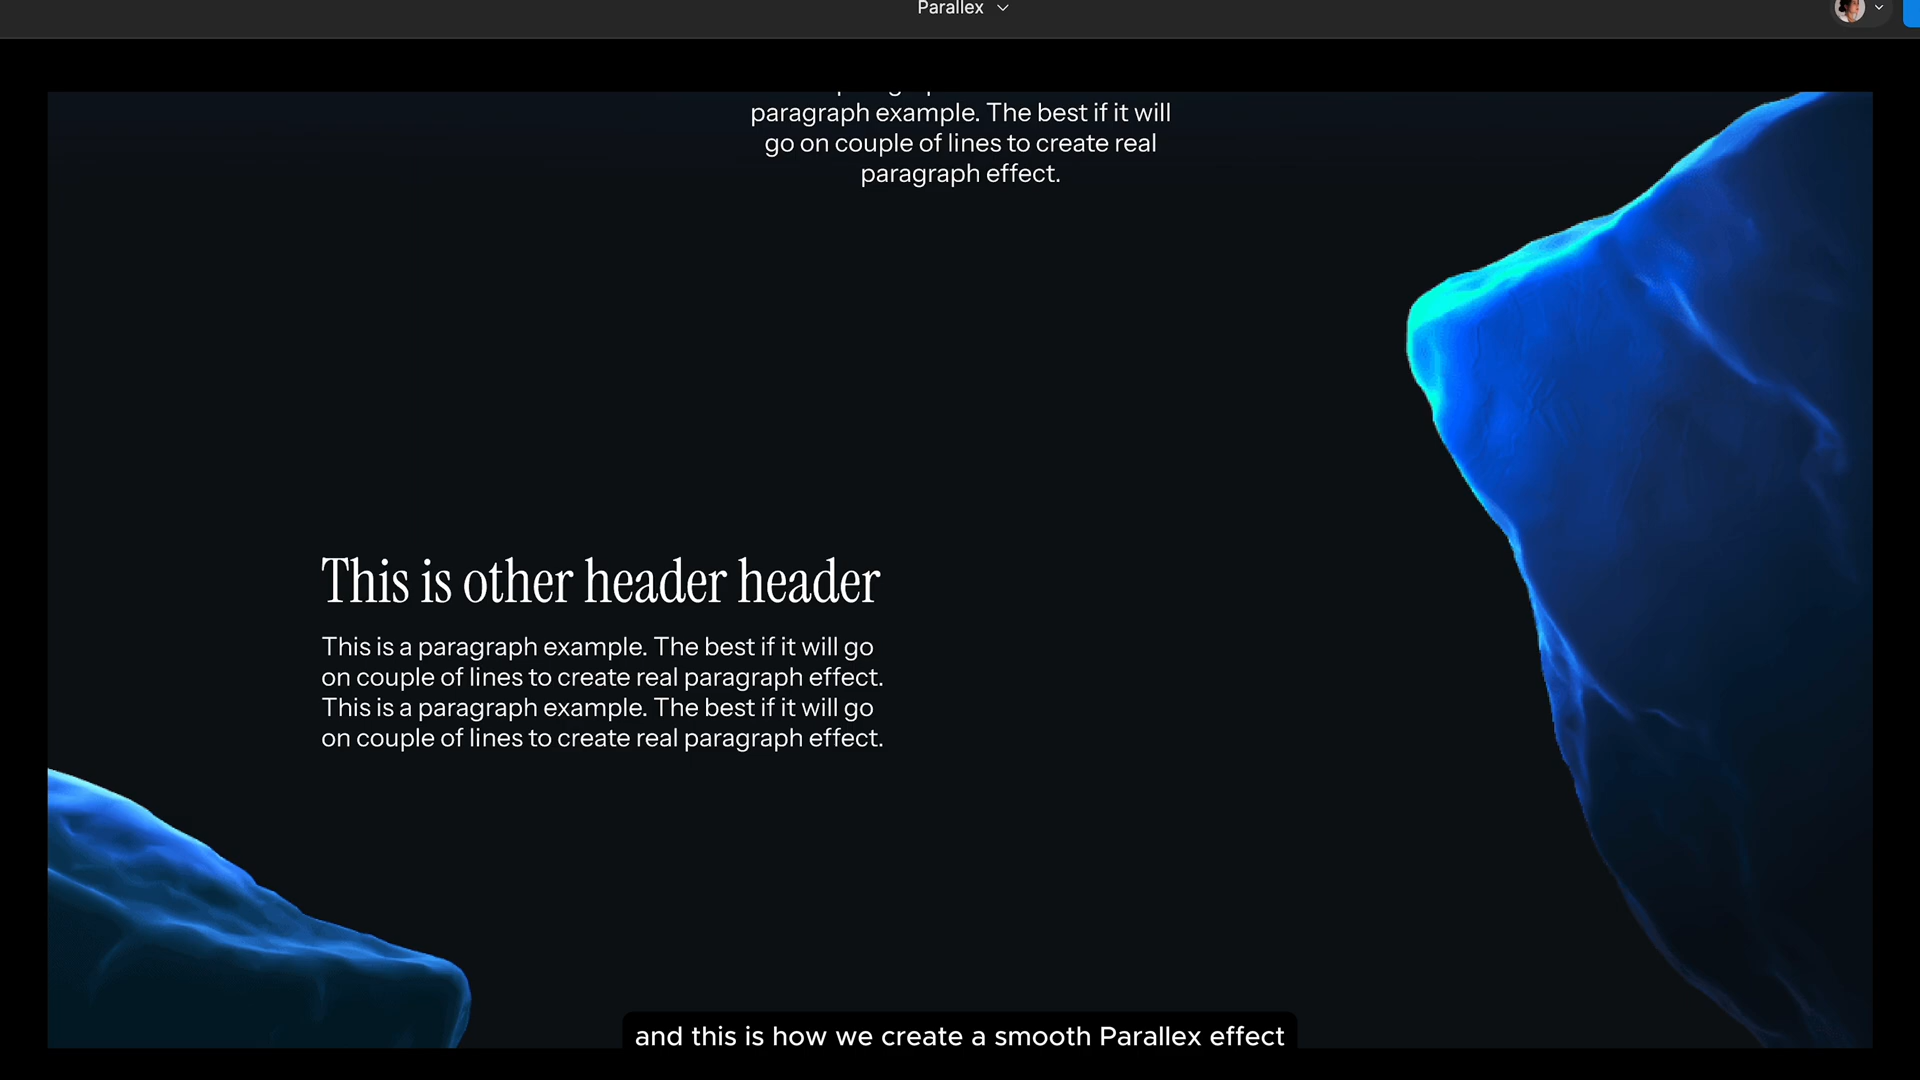 Parallex
paragraph example. The best if it will
go on couple of lines to create real
paragraph effect.
This is other header header
This is a paragraph example. The best if it will go
on couple of lines to create real paragraph effect.
This is a paragraph example. The best if it will go
on couple of lines to create real paragraph effect.
and this is how we create a smooth Parallex effect